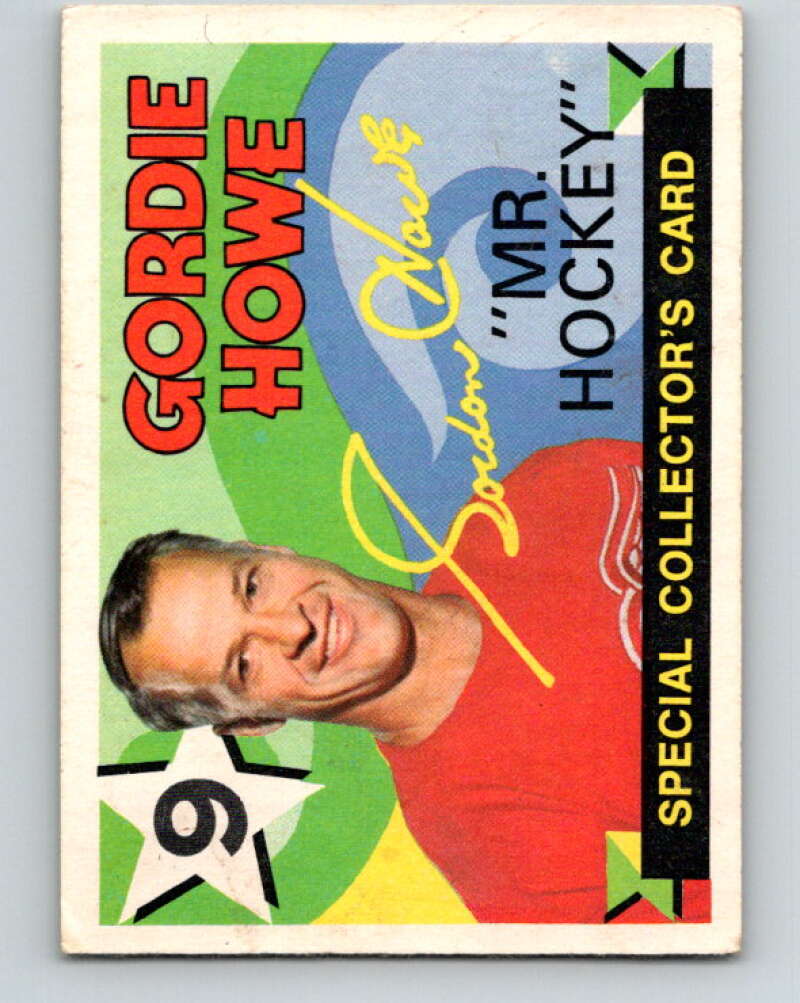 GORDIE
HOWE
Gordon Howe
"MR.
HOCKEY"
9
SPECIAL COLLECTOR'S CARD